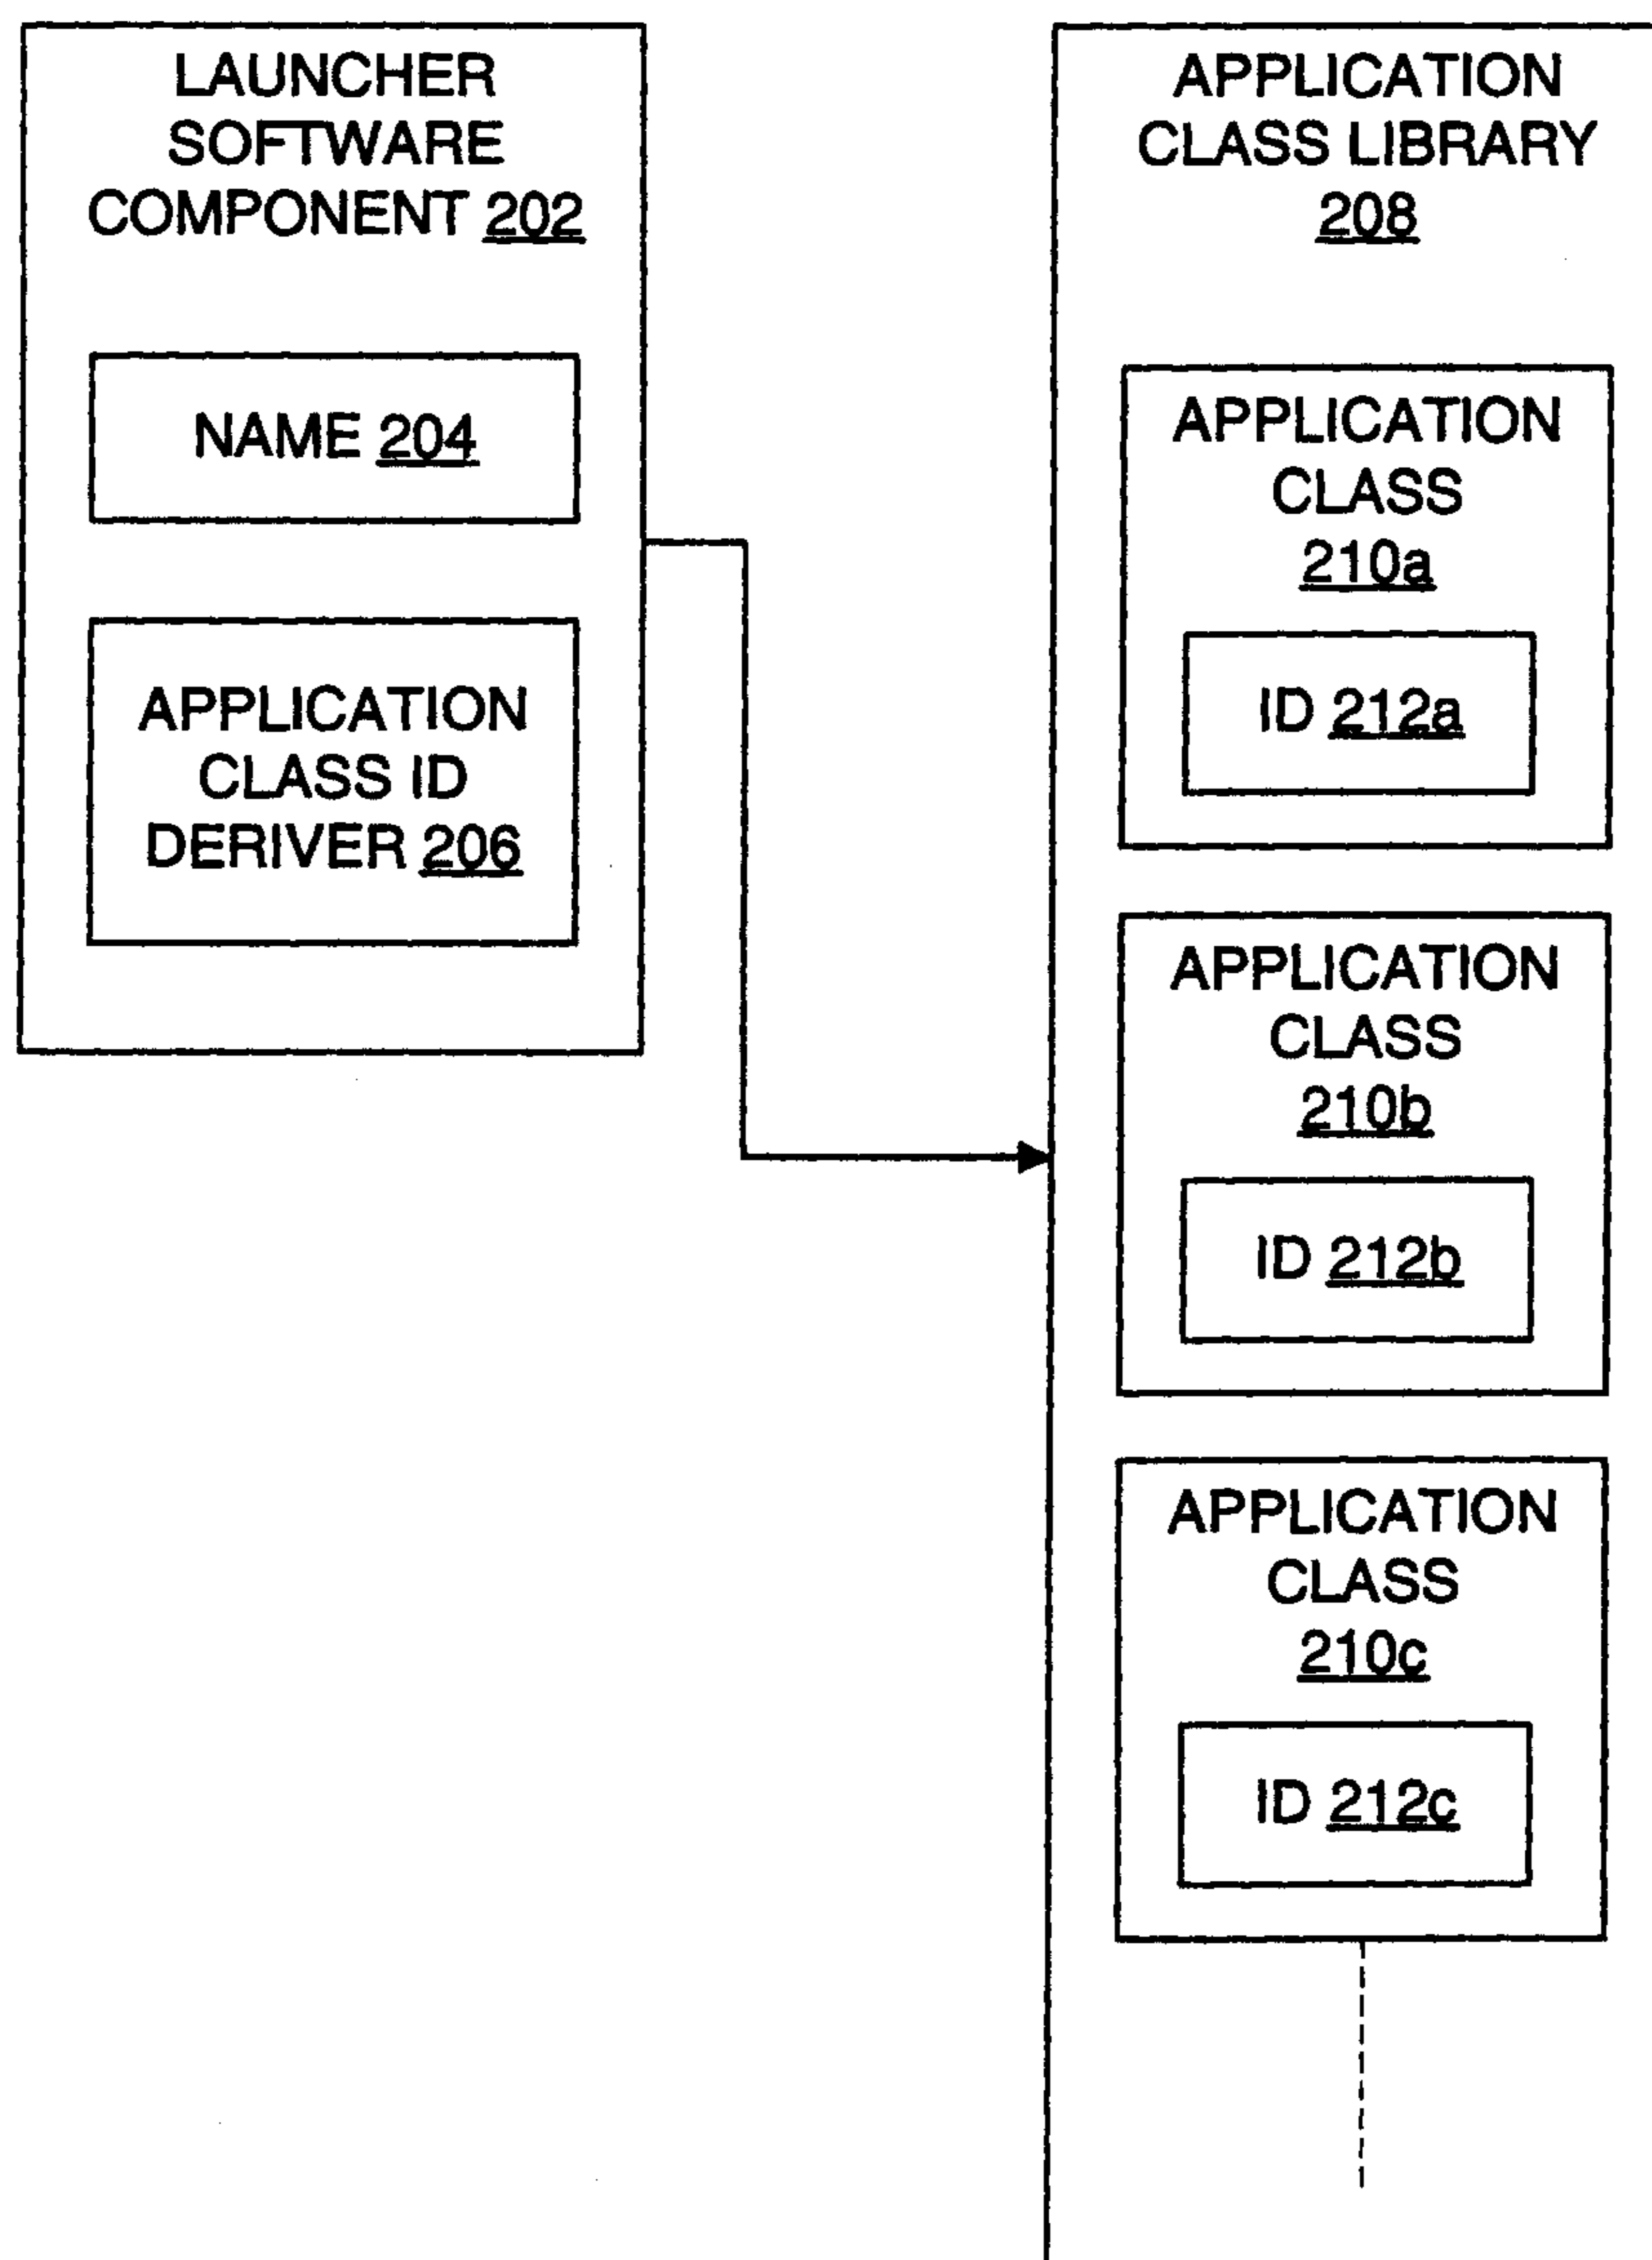 LAUNCHER
SOFTWARE
COMPONENT 202
NAME 204
APPLICATION
CLASS ID
DERIVER 206
APPLICATION
CLASS LIBRARY
208
APPLICATION
CLASS
210a
ID 212a
APPLICATION
CLASS
210b
ID 212b
APPLICATION
CLASS
210c
ID 212c